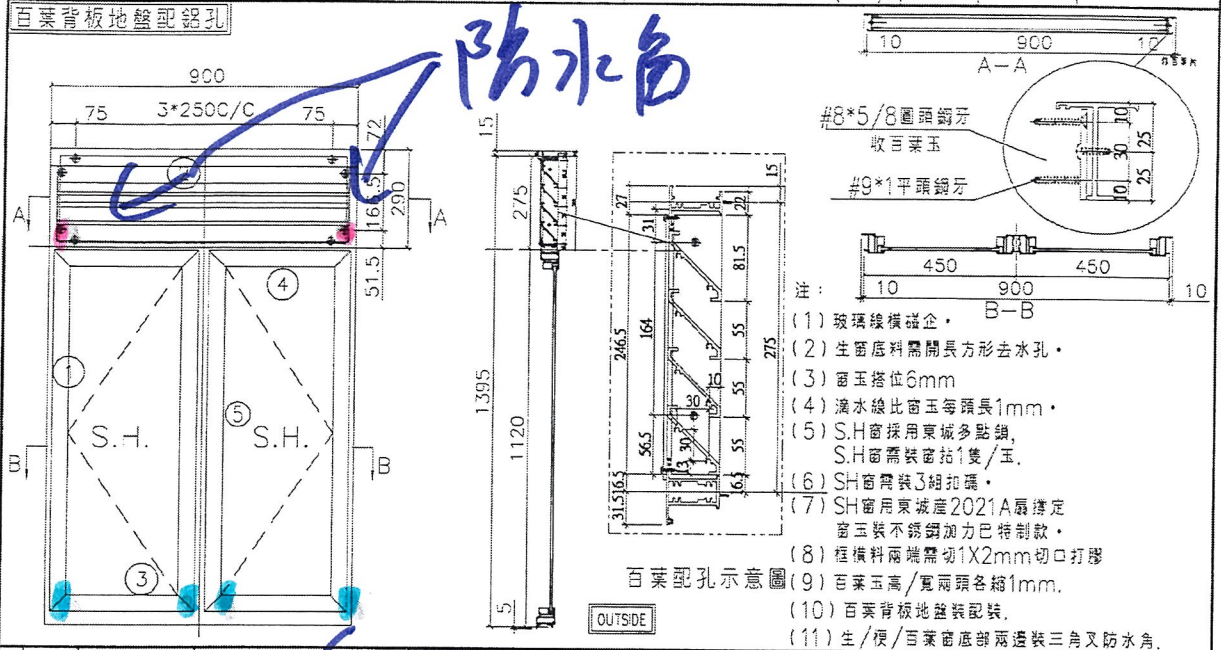 百葉背板地盤配鋁孔
防水角
900
75 3*250C/C 75
72
165.5
290
51.5
A
A
B
B
1
2
3
4
5
S.H.
S.H.
15
275
1395
1120
5
OUTSIDE
15
27
22
31
81.5
246.5
164
55
275
55
10
30
30
56.5
55
13
16.5
16.5
31.5
百葉配孔示意圖
10 900 10
A-A
#8*5/8圓頭鋼牙
收百葉玉
#9*1平頭鋼牙
10
30
10
25
25
450 450
10 900 10
B-B
注：
(1) 玻璃線橫碰企。
(2) 生窗底料需開長方形去水孔。
(3) 窗玉搭位6mm
(4) 滴水線比窗玉每頭長1mm。
(5) S.H窗採用東城多點鎖,
S.H窗需裝窗拈1隻/玉.
(6) SH窗需裝3組扣碼。
(7) SH窗用東城產2021A扇撐定
窗玉裝不銹鋼加力巴特制款。
(8) 框橫料兩端需切1X2mm切口打膠
(9) 百葉玉高/寬兩頭各縮1mm.
(10) 百葉背板地盤裝配裝.
(11) 生/梗/百葉窗底部兩邊裝三角叉防水角.